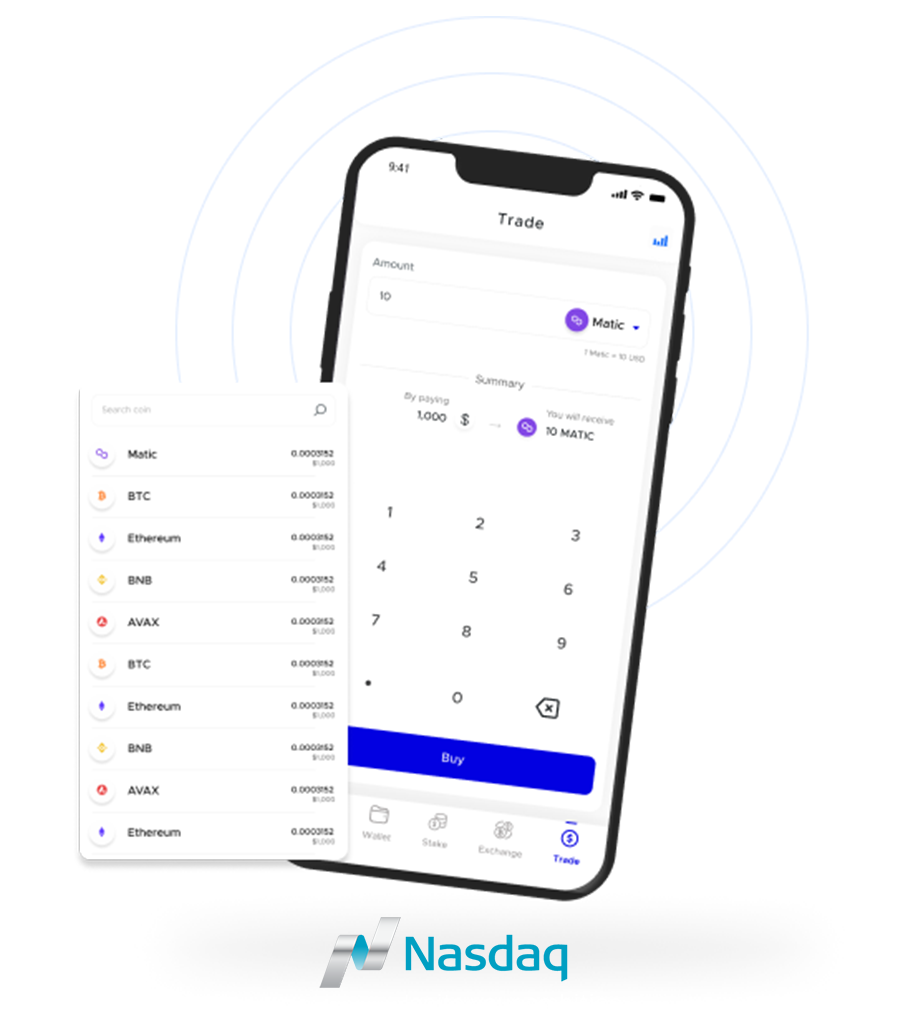 9:41
Trade
Amount
10
Matic
1 Matic = 10 USD
Summary
By paying
1,000 $
You will receive
10 MATIC
1 2 3
4 5 6
7 8 9
. 0
Buy
Wallet Stake Exchange Trade
Search coin
Matic 0.0003152
$1,000
BTC 0.0003152
$1,000
Ethereum 0.0003152
$1,000
BNB 0.0003152
$1,000
AVAX 0.0003152
$1,000
BTC 0.0003152
$1,000
Ethereum 0.0003152
$1,000
BNB 0.0003152
$1,000
AVAX 0.0003152
$1,000
Ethereum 0.0003152
$1,000
Nasdaq